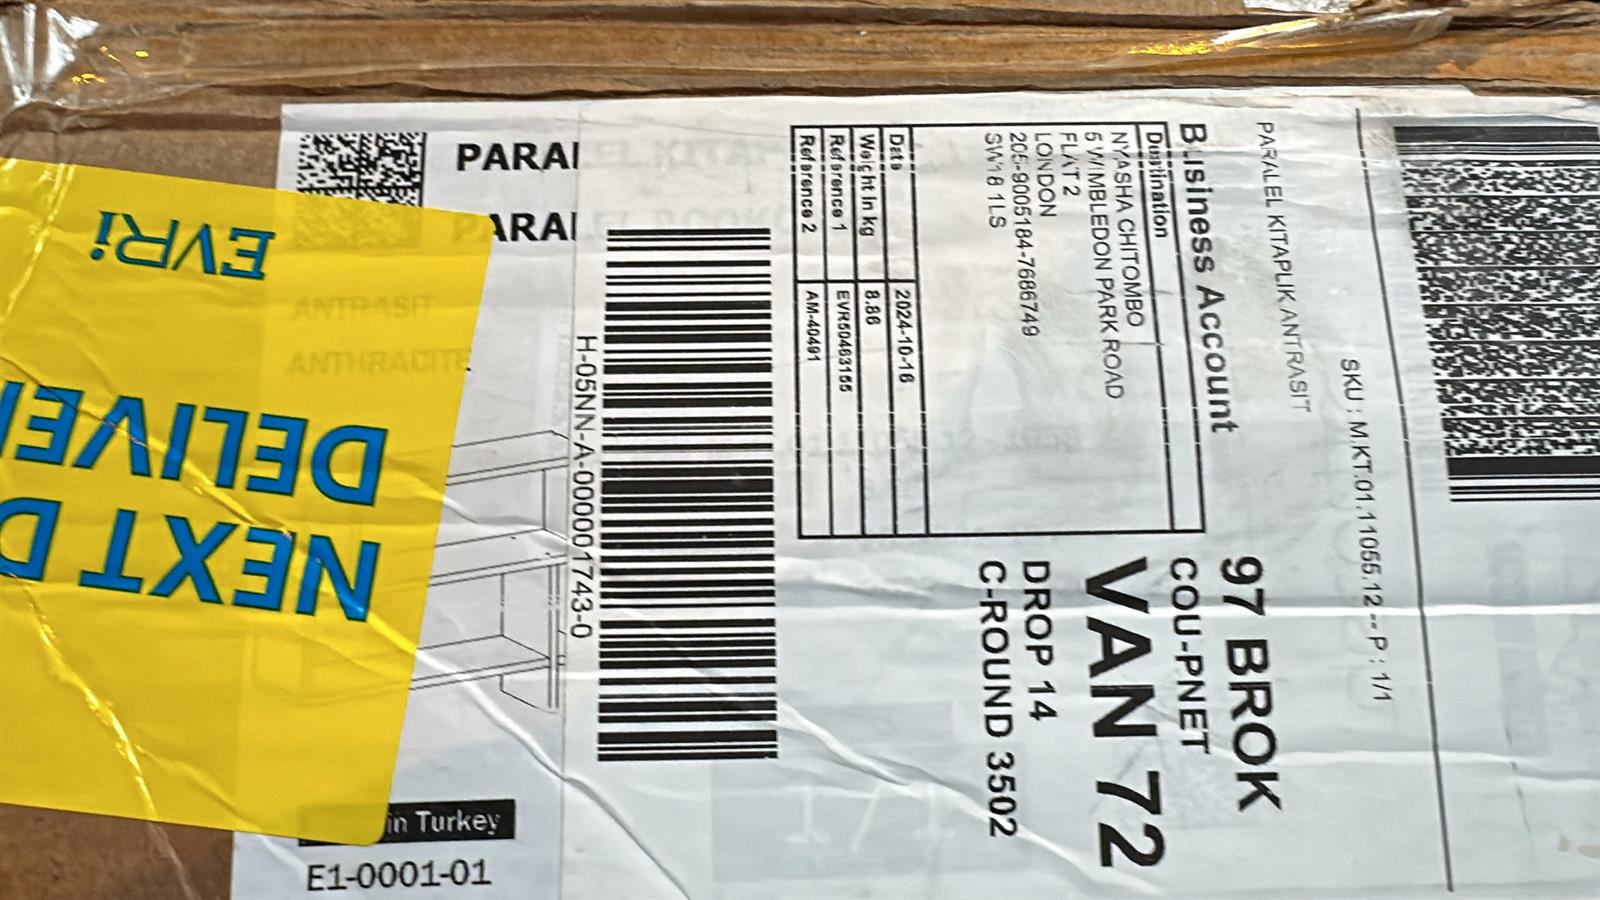 PARALEL KITAPLIK ANTRASIT
SKU : M.KT.01.11055.12 -- P : 1/1
Business Account
Destination
NYASHA CHITOMBO
5 WIMBLEDON PARK ROAD
FLAT 2
LONDON
205-9005184-7686749
SW18 1LS
Date 2024-10-16
Weight in kg 8.86
Reference 1 EVR50463155
Reference 2 AM-40491
97 BROK
COU-PNET
VAN 72
DROP 14
C-ROUND 3502
H-05NN-A-000001743-0
PARAL
PARAL
ANTRASIT
ANTHRACITE
in Turkey
E1-0001-01
EVRi
NEXT D
DELIVE